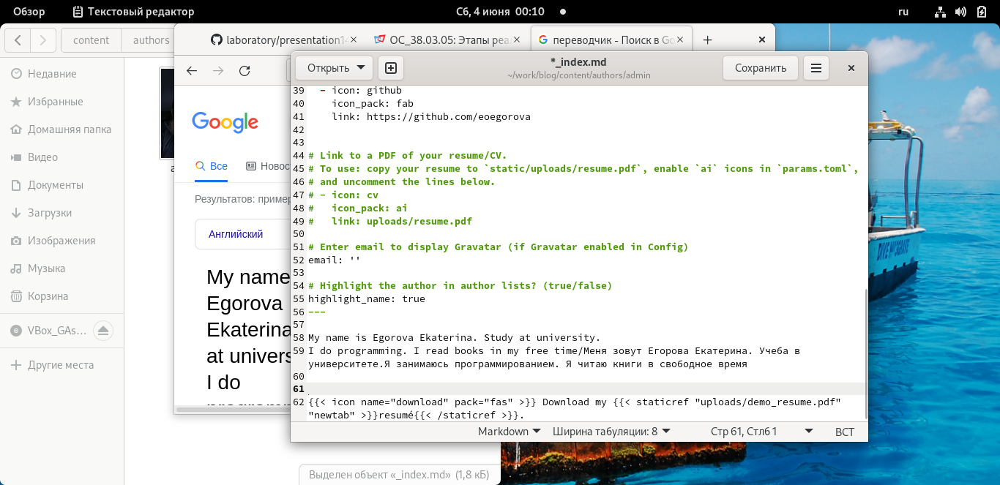 Обзор
Текстовый редактор
Сб, 4 июня 00:10
ru
content
authors
laboratory/presentation14
ОС_38.03.05: Этапы реа
переводчик - Поиск в Go
Недавние
Избранные
Домашняя папка
Видео
Документы
Загрузки
Изображения
Музыка
Корзина
VBox_GAs...
Другие места
Google
Все
Новос
Результатов: пример
Английский
My name
Egorova
Ekaterina
at univers
I do
Открыть
*_index.md
~/work/blog/content/authors/admin
Сохранить
39 - icon: github
40 icon_pack: fab
41 link: https://github.com/eoegorova
42
43
44 # Link to a PDF of your resume/CV.
45 # To use: copy your resume to `static/uploads/resume.pdf`, enable `ai` icons in `params.toml`,
46 # and uncomment the lines below.
47 # - icon: cv
48 #   icon_pack: ai
49 #   link: uploads/resume.pdf
50
51 # Enter email to display Gravatar (if Gravatar enabled in Config)
52 email: ''
53
54 # Highlight the author in author lists? (true/false)
55 highlight_name: true
56 ---
57
58 My name is Egorova Ekaterina. Study at university.
59 I do programming. I read books in my free time/Меня зовут Егорова Екатерина. Учеба в
университете.Я занимаюсь программированием. Я читаю книги в свободное время
60
61
62 {{< icon name="download" pack="fas" >}} Download my {{< staticref "uploads/demo_resume.pdf"
"newtab" >}}resumé{{< /staticref >}}.
Markdown
Ширина табуляции: 8
Стр 61, Стлб 1
ВСТ
Выделен объект «_index.md» (1,8 кБ)